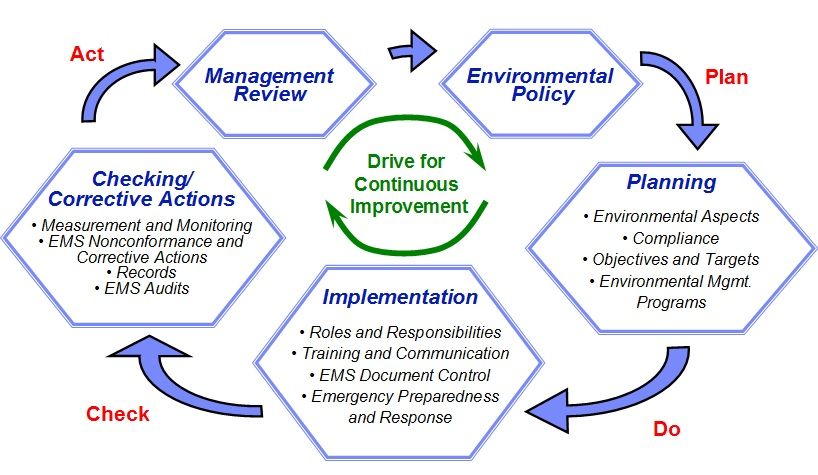 Act
Management
Review
Environmental
Policy
Plan
Planning
• Environmental Aspects
• Compliance
• Objectives and Targets
• Environmental Mgmt.
Programs
Do
Implementation
• Roles and Responsibilities
• Training and Communication
• EMS Document Control
• Emergency Preparedness
and Response
Check
Checking/
Corrective Actions
• Measurement and Monitoring
• EMS Nonconformance and
Corrective Actions
• Records
• EMS Audits
Drive for
Continuous
Improvement